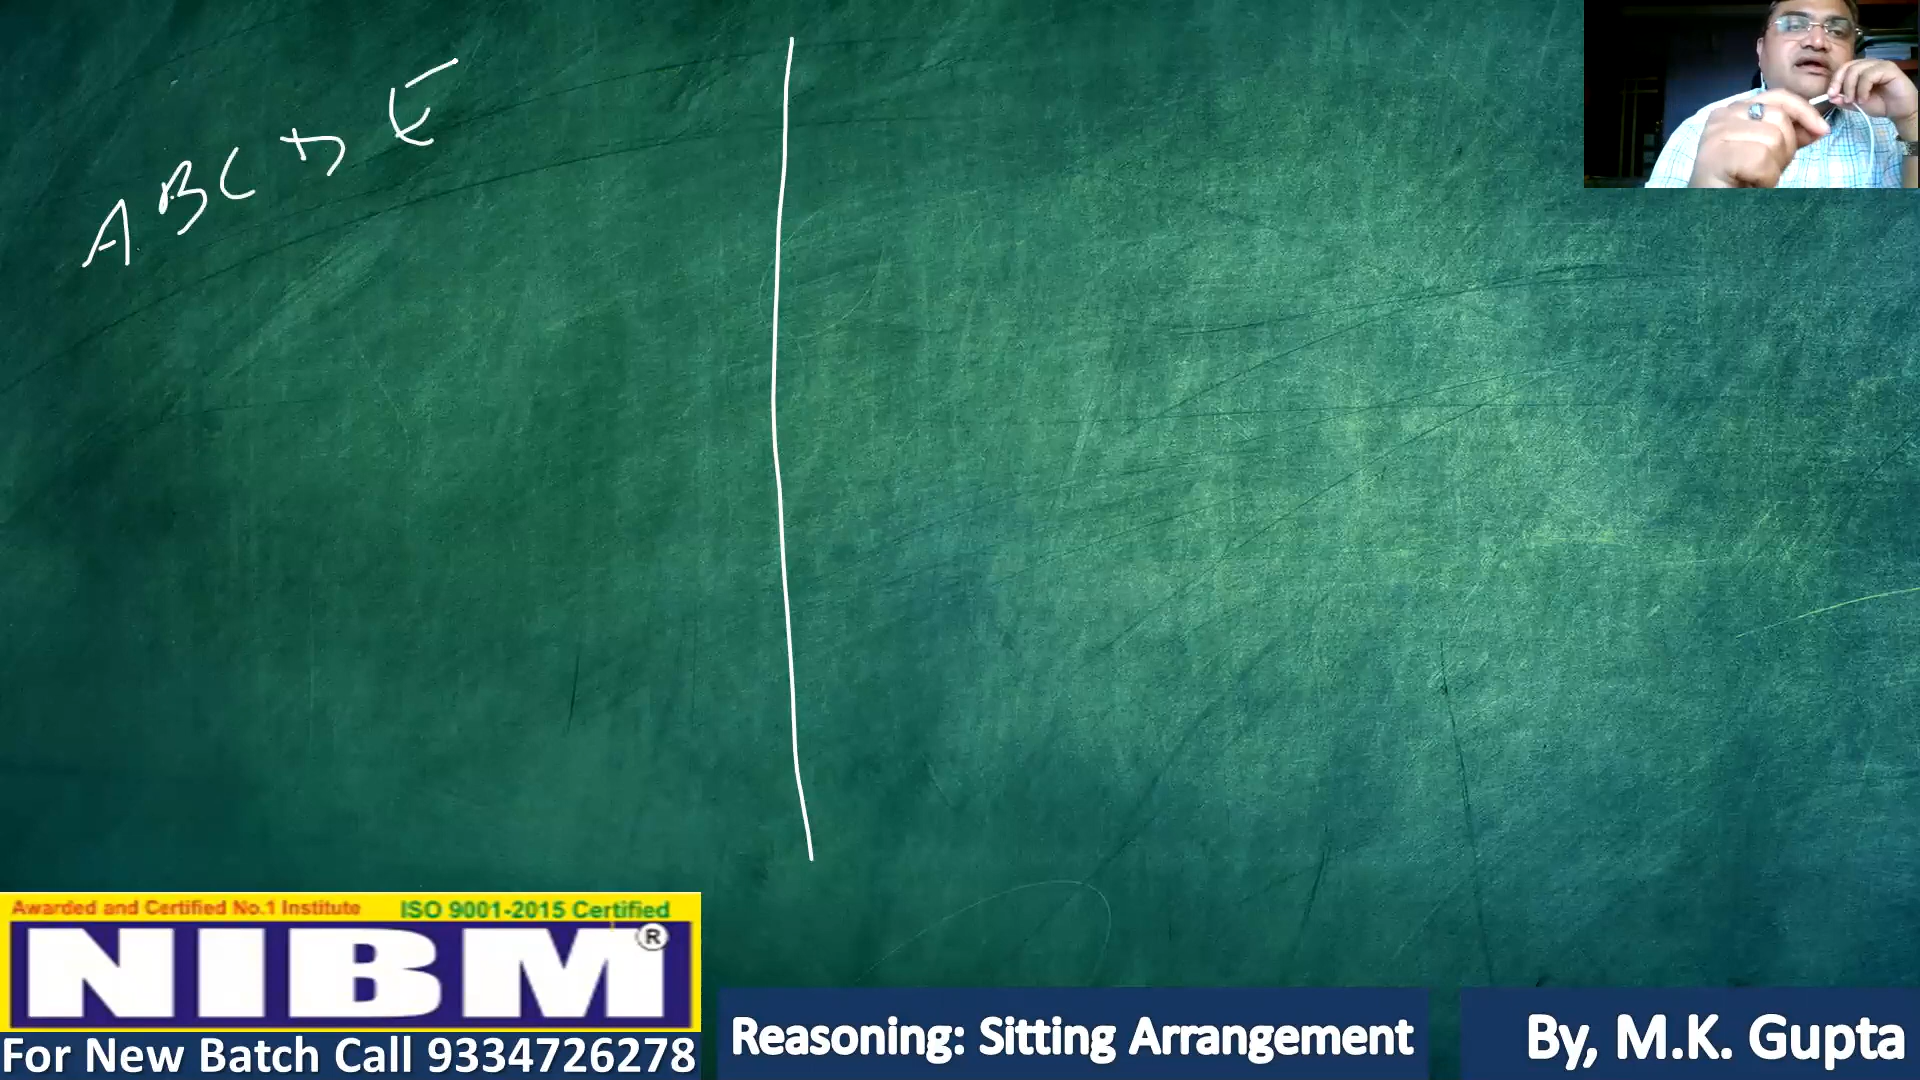 A B C D E
Awarded and Certified No.1 Institute ISO 9001-2015 Certified
NIBM®
For New Batch Call 9334726278
Reasoning: Sitting Arrangement
By, M.K. Gupta